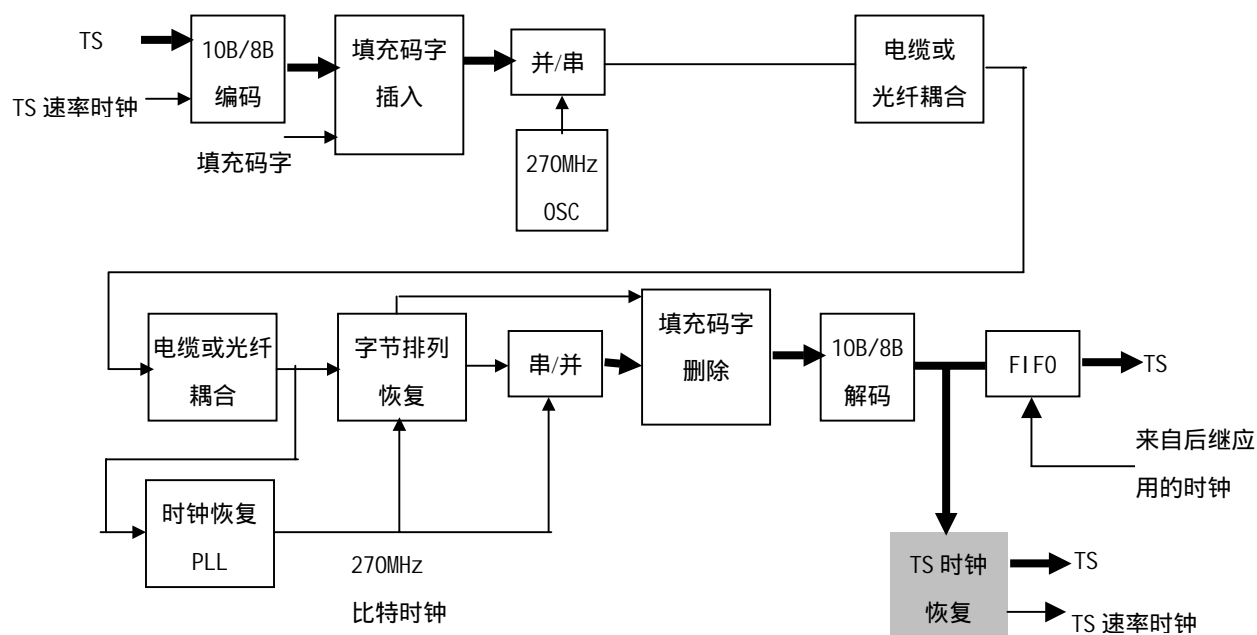 TS
10B/8B
编码
TS 速率时钟
填充码字
插入
填充码字
并/串
270MHz
OSC
电缆或
光纤耦合
电缆或光纤
耦合
字节排列
恢复
串/并
填充码字
删除
10B/8B
解码
FIFO
TS
来自后继应
用的时钟
时钟恢复
PLL
270MHz
比特时钟
TS 时钟
恢复
TS
TS 速率时钟